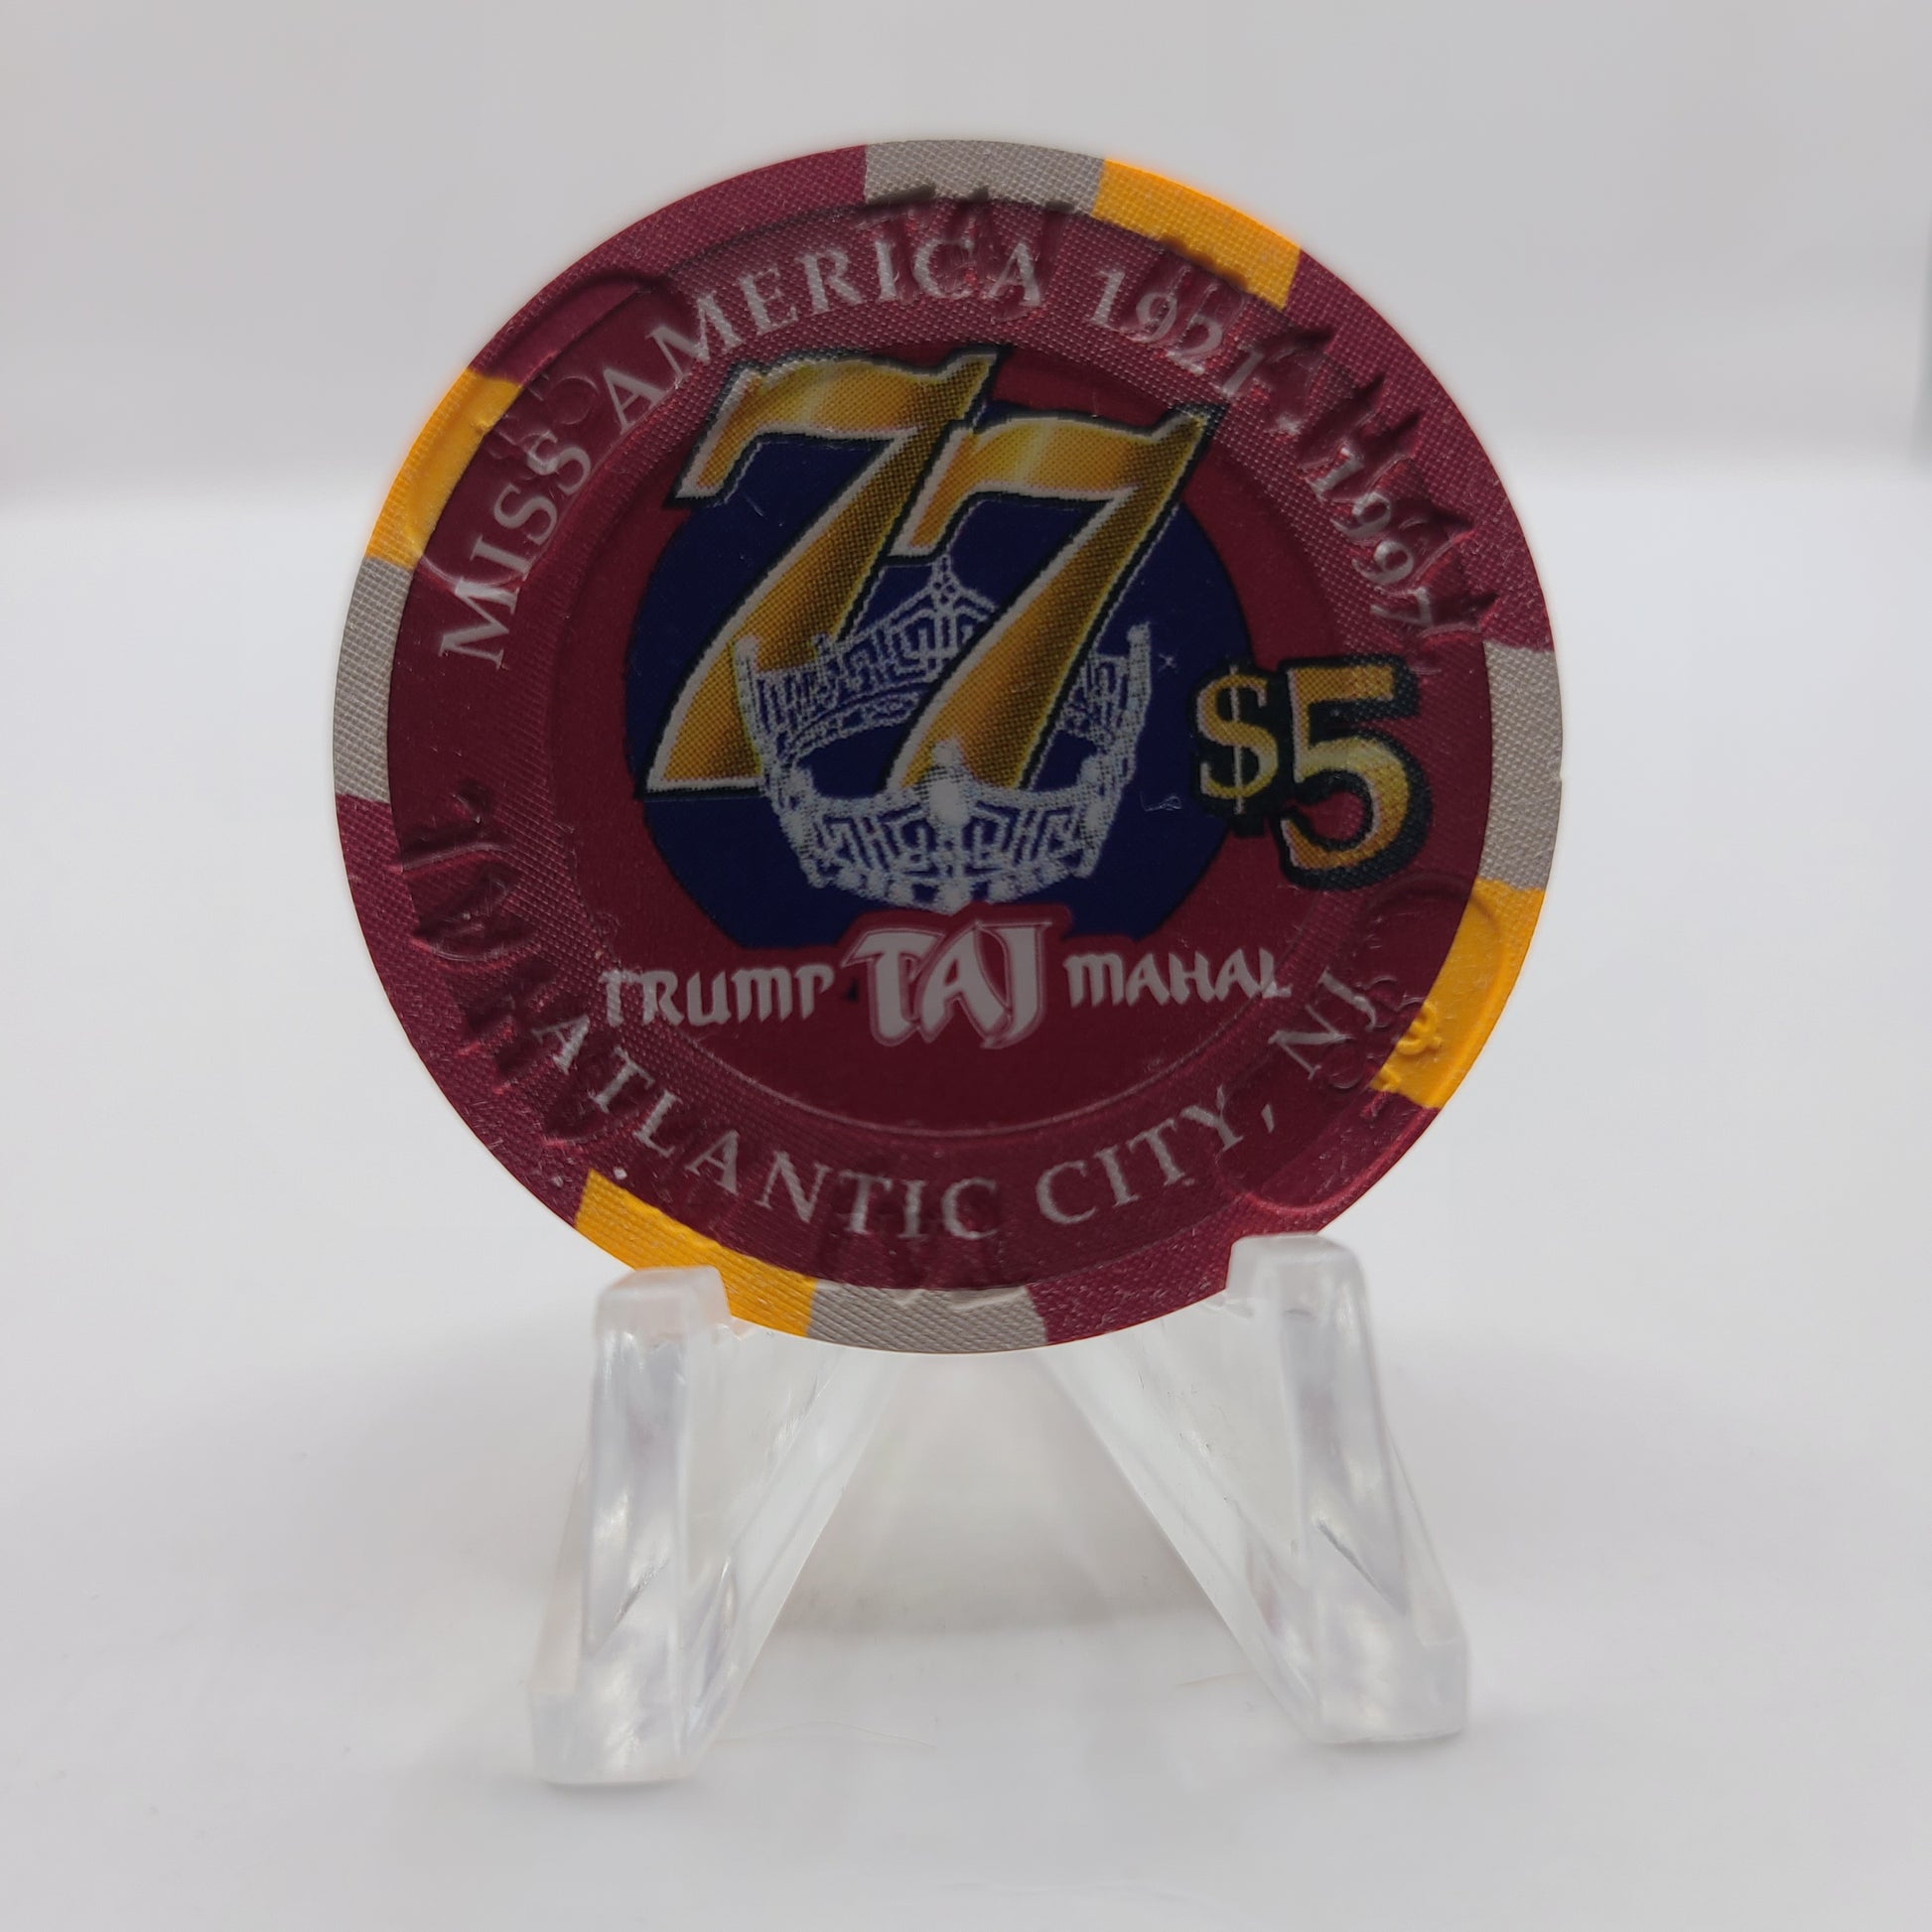 MISS AMERICA 1921-1997
77
$5
TRUMP TAJ MAHAL
ATLANTIC CITY, NJ